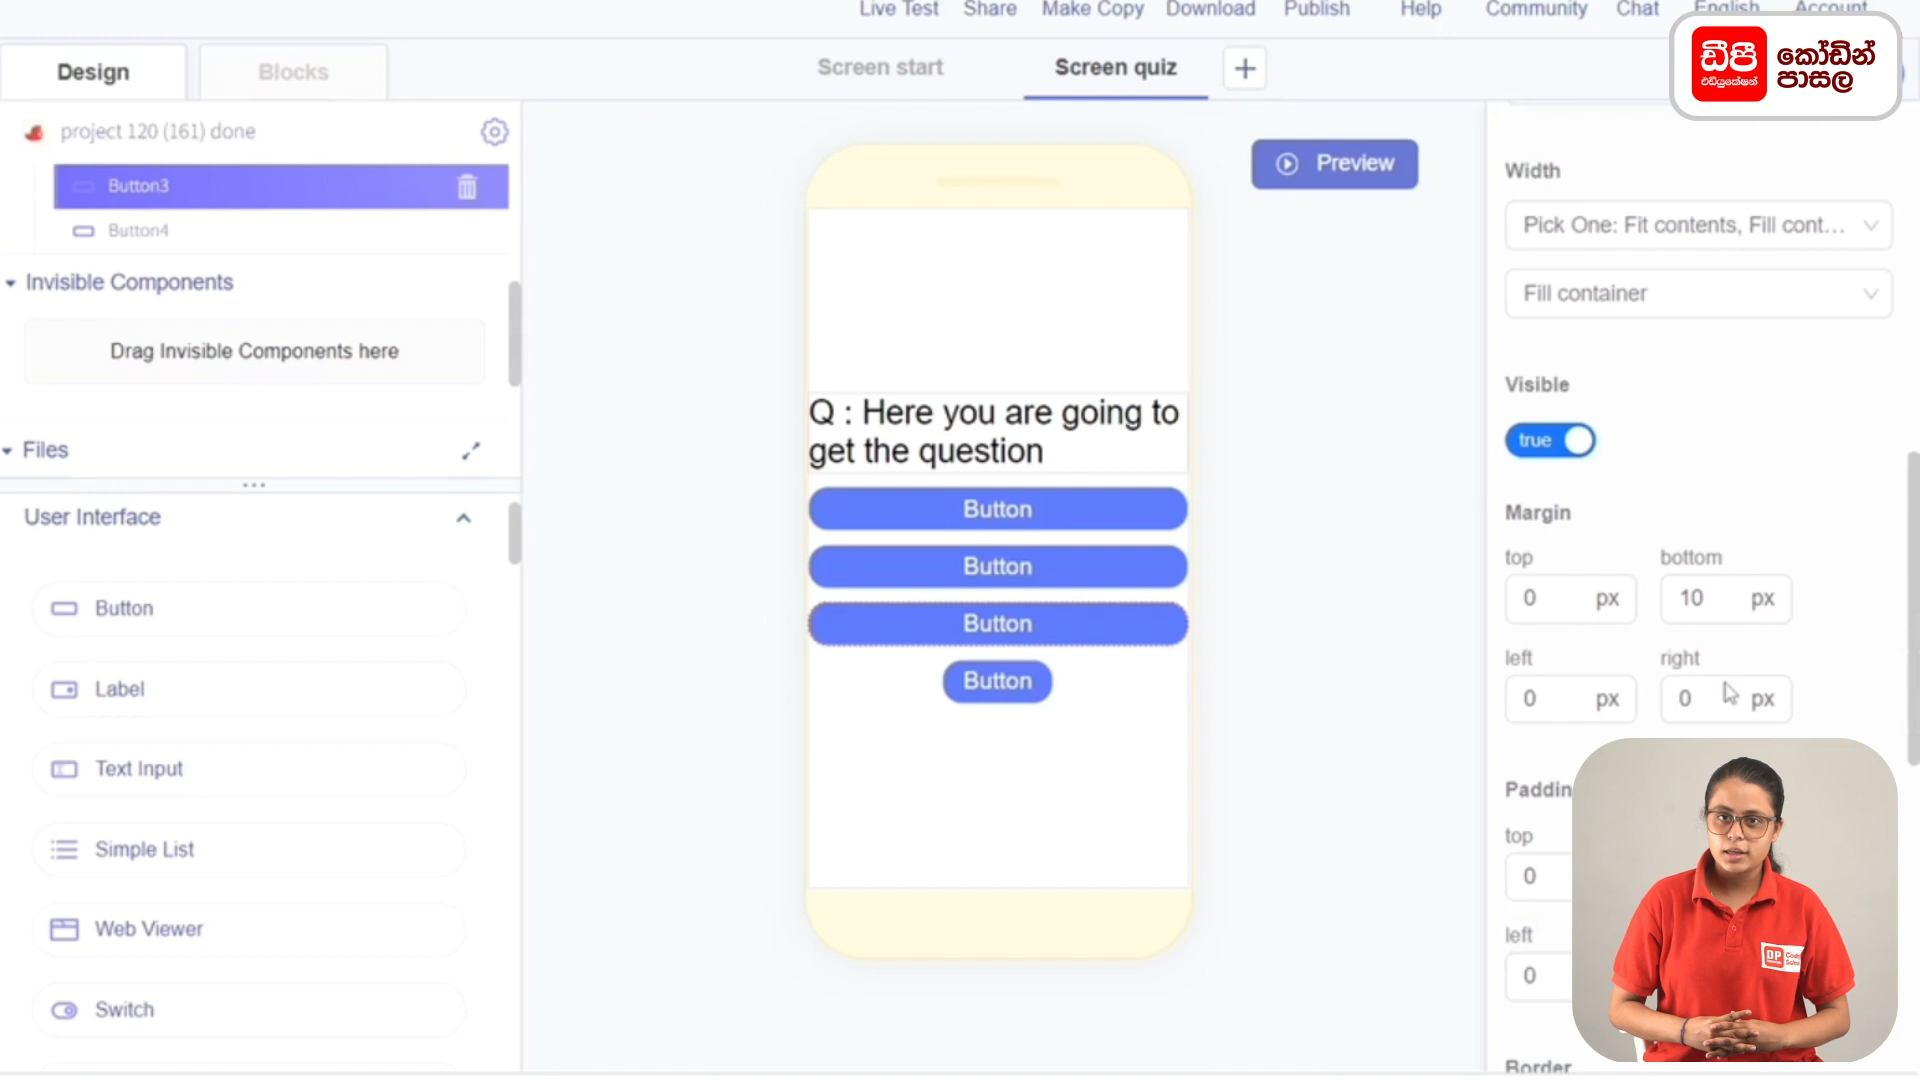 Live Test Share Make Copy Download Publish Help Community Chat English Account
ඩීපී
එඩියුකේෂන්
කෝඩින්
පාසල
Design Blocks
Screen start Screen quiz +
project 120 (161) done
Button3
Button4
Invisible Components
Drag Invisible Components here
Files
User Interface
Button
Label
Text Input
Simple List
Web Viewer
Switch
Preview
Q : Here you are going to
get the question
Button
Button
Button
Button
Width
Pick One: Fit contents, Fill cont...
Fill container
Visible
true
Margin
top bottom
0 px 10 px
left right
0 px 0 px
Paddin
top
0
left
0
Border
DP